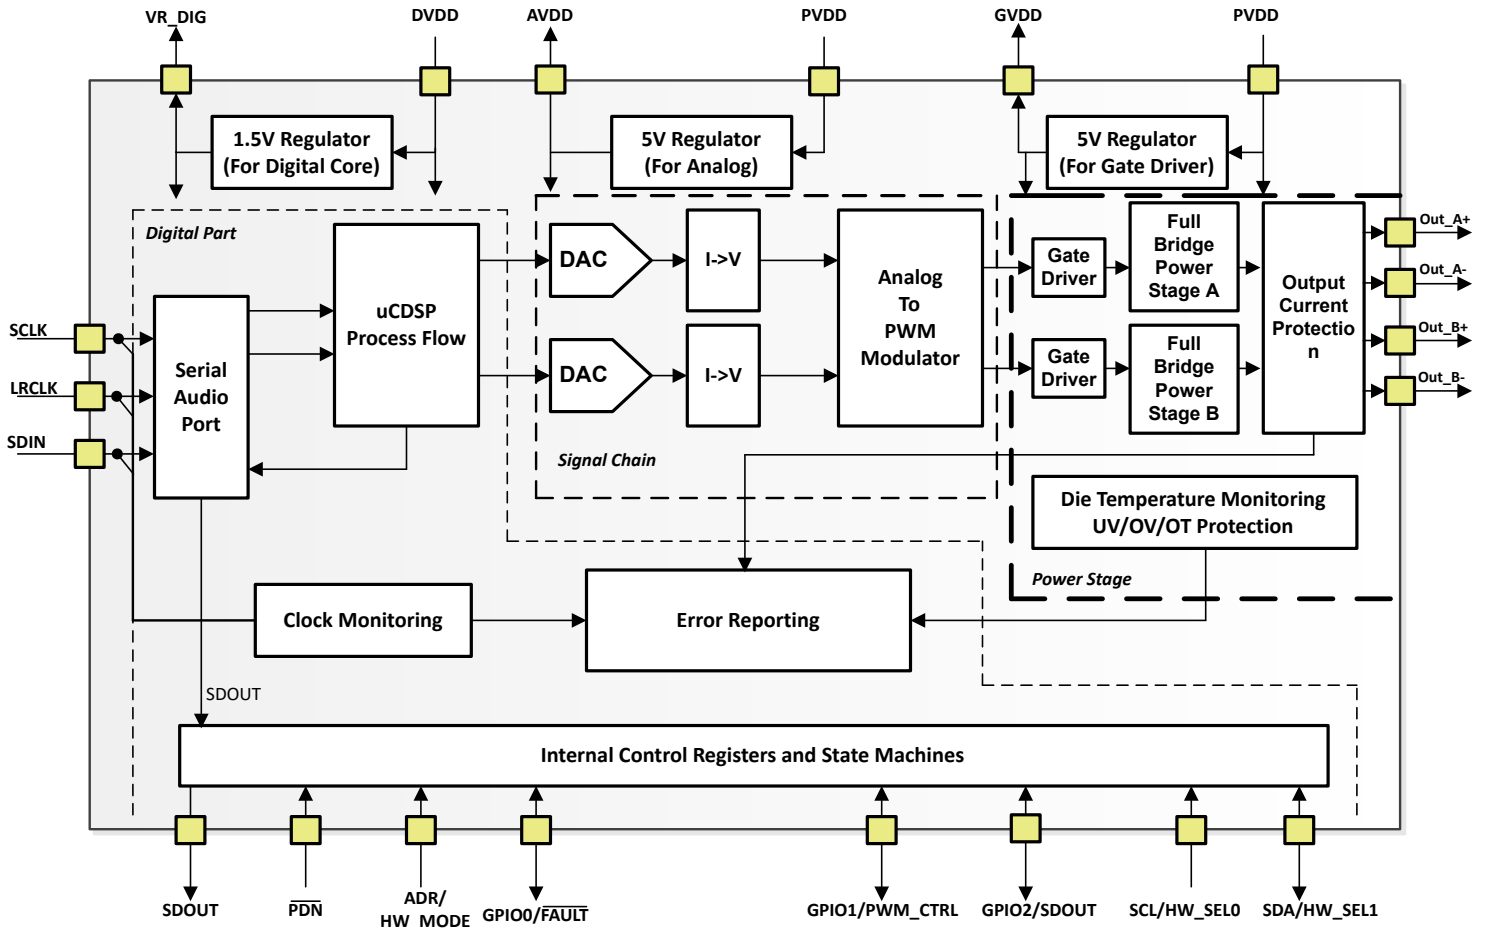 VR_DIG
DVDD
AVDD
PVDD
GVDD
PVDD
1.5V Regulator
(For Digital Core)
5V Regulator
(For Analog)
5V Regulator
(For Gate Driver)
Digital Part
uCDSP
Process Flow
DAC
I->V
DAC
I->V
Analog
To
PWM
Modulator
Signal Chain
Gate
Driver
Full
Bridge
Power
Stage A
Gate
Driver
Full
Bridge
Power
Stage B
Output
Current
Protectio
n
Out_A+
Out_A-
Out_B+
Out_B-
SCLK
LRCLK
SDIN
Serial
Audio
Port
Die Temperature Monitoring
UV/OV/OT Protection
Power Stage
Clock Monitoring
Error Reporting
SDOUT
Internal Control Registers and State Machines
SDOUT
PDN
ADR/
HW_MODE
GPIO0/FAULT
GPIO1/PWM_CTRL
GPIO2/SDOUT
SCL/HW_SEL0
SDA/HW_SEL1